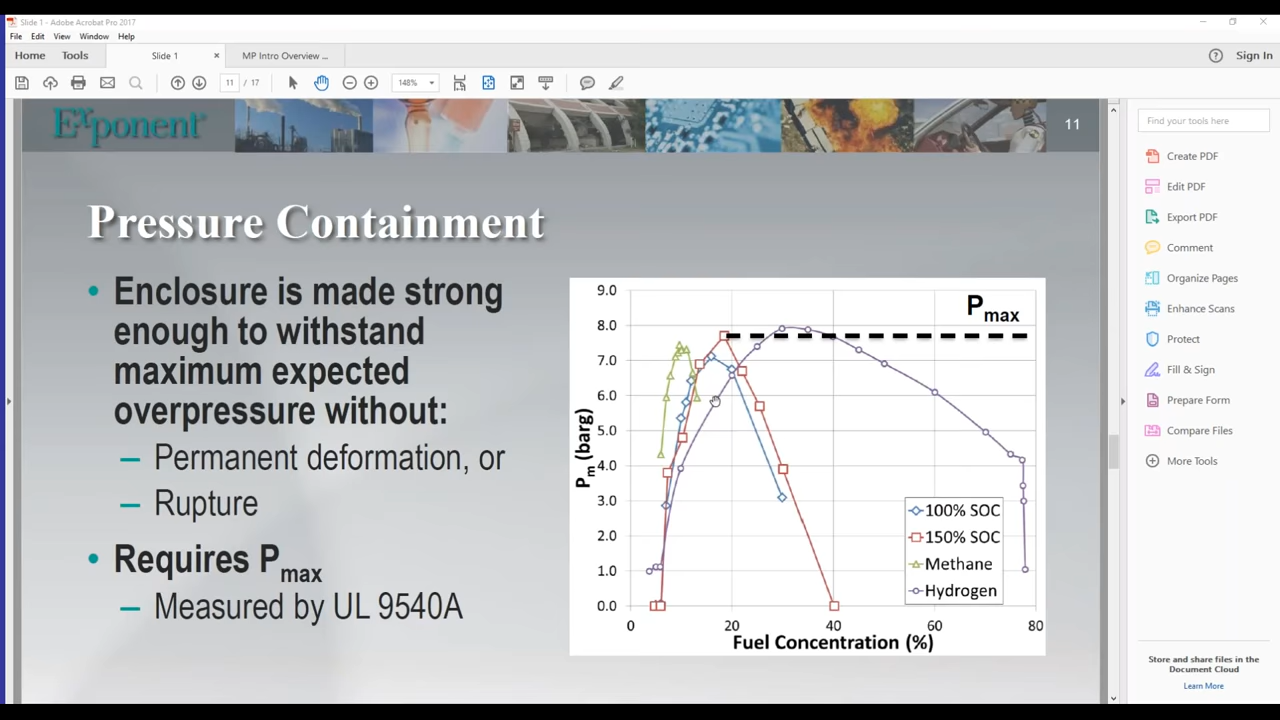 Slide 1 - Adobe Acrobat Pro 2017
File Edit View Window Help
Home Tools Slide 1 × MP Intro Overview ... Sign In
11 / 17 148%
Exponent® 11
Pressure Containment
• Enclosure is made strong
enough to withstand
maximum expected
overpressure without:
– Permanent deformation, or
– Rupture
• Requires Pmax
– Measured by UL 9540A
Pmax
Pm (barg)
9.0
8.0
7.0
6.0
5.0
4.0
3.0
2.0
1.0
0.0
0 20 40 60 80
Fuel Concentration (%)
100% SOC
150% SOC
Methane
Hydrogen
Find your tools here
Create PDF
Edit PDF
Export PDF
Comment
Organize Pages
Enhance Scans
Protect
Fill & Sign
Prepare Form
Compare Files
More Tools
Store and share files in the
Document Cloud
Learn More